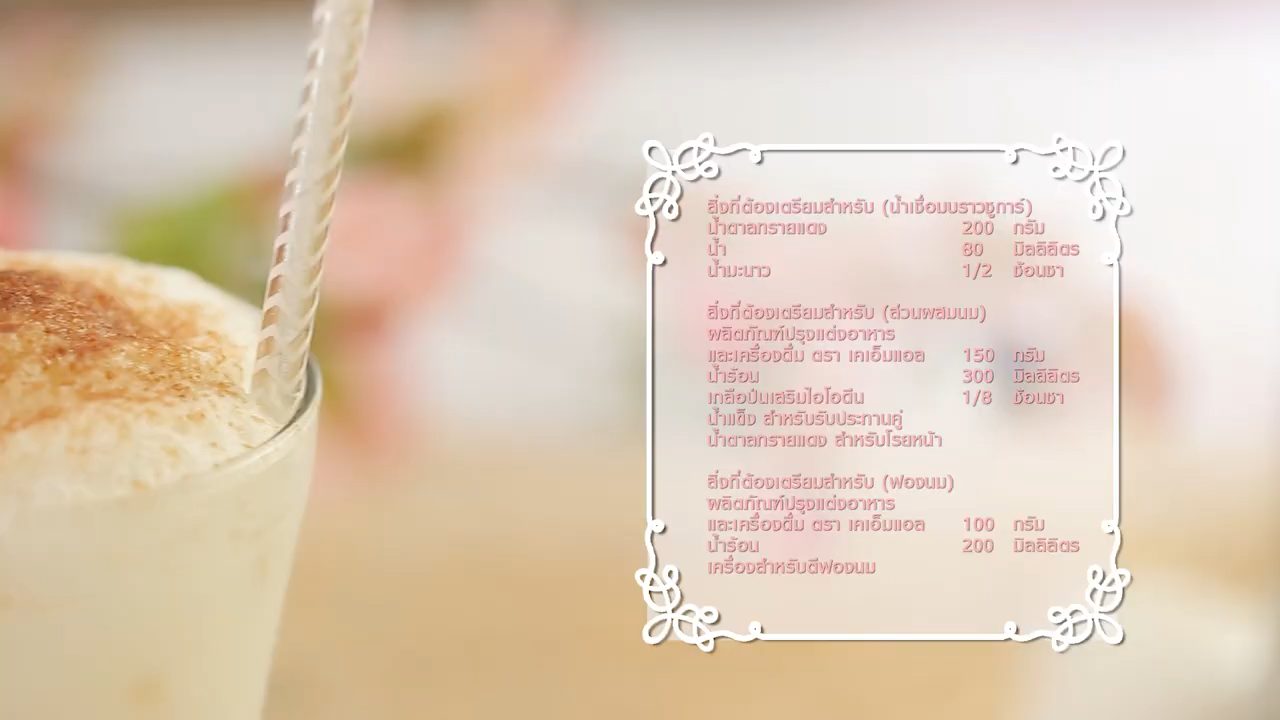 สิ่งที่ต้องเตรียมสำหรับ (น้ำเชื่อมบราวชูการ์)
น้ำตาลทรายแดง 200 กรัม
น้ำ 80 มิลลิลิตร
น้ำมะนาว 1/2 ช้อนชา
สิ่งที่ต้องเตรียมสำหรับ (ส่วนผสมนม)
ผลิตภัณฑ์ปรุงแต่งอาหาร
และเครื่องดื่ม ตรา เคเอ็มแอล 150 กรัม
น้ำร้อน 300 มิลลิลิตร
เกลือป่นเสริมไอโอดีน 1/8 ช้อนชา
น้ำแข็ง สำหรับรับประทานคู่
น้ำตาลทรายแดง สำหรับโรยหน้า
สิ่งที่ต้องเตรียมสำหรับ (ฟองนม)
ผลิตภัณฑ์ปรุงแต่งอาหาร
และเครื่องดื่ม ตรา เคเอ็มแอล 100 กรัม
น้ำร้อน 200 มิลลิลิตร
เครื่องสำหรับตีฟองนม